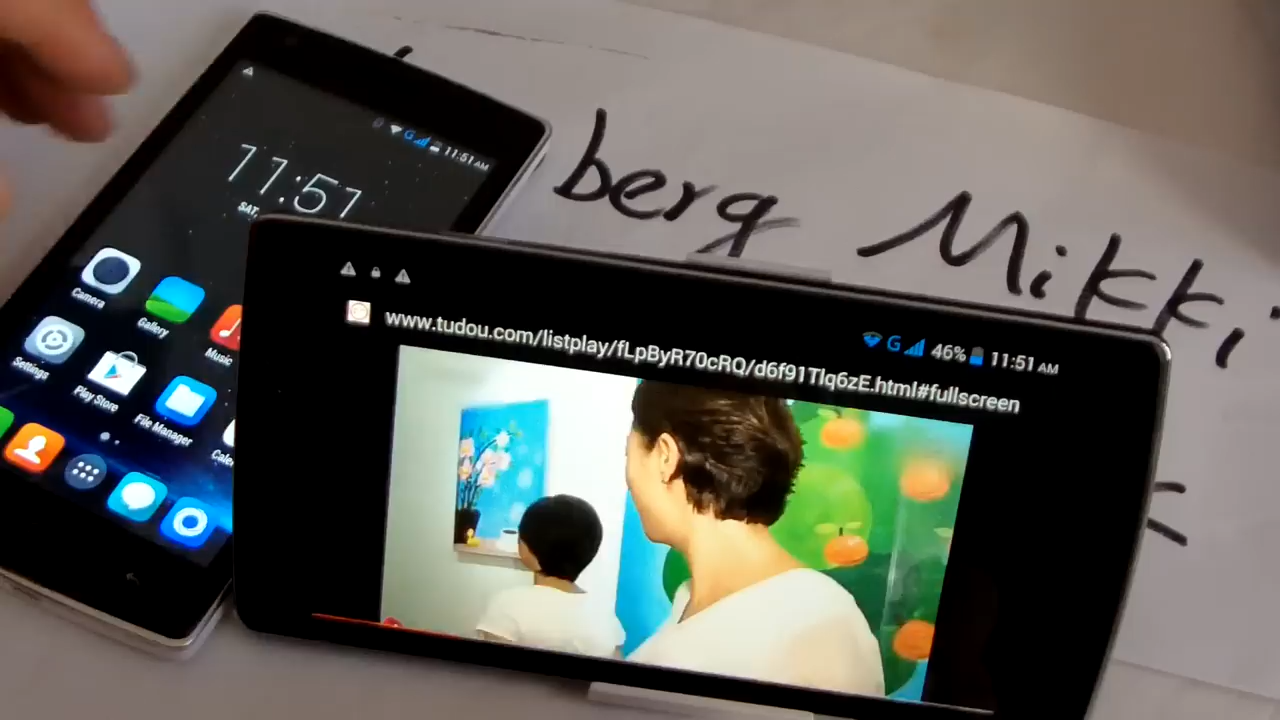 berg Mikki
11:51 AM
11:51
SAT,
Camera
Gallery
Music
Settings
Play Store
File Manager
www.tudou.com/listplay/fLpByR70cRQ/d6f91Tlq6zE.html#fullscreen
G 46% 11:51 AM